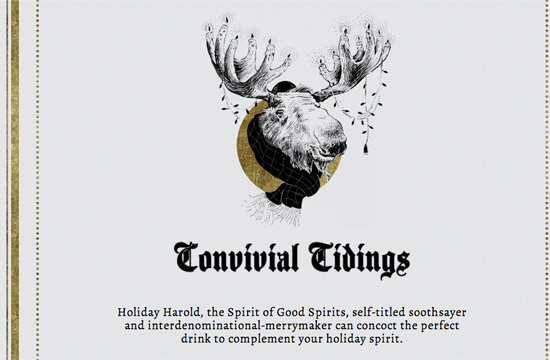 Convivial Tidings
Holiday Harold, the Spirit of Good Spirits, self-titled soothsayer
and interdenominational-merrymaker can concoct the perfect
drink to complement your holiday spirit.